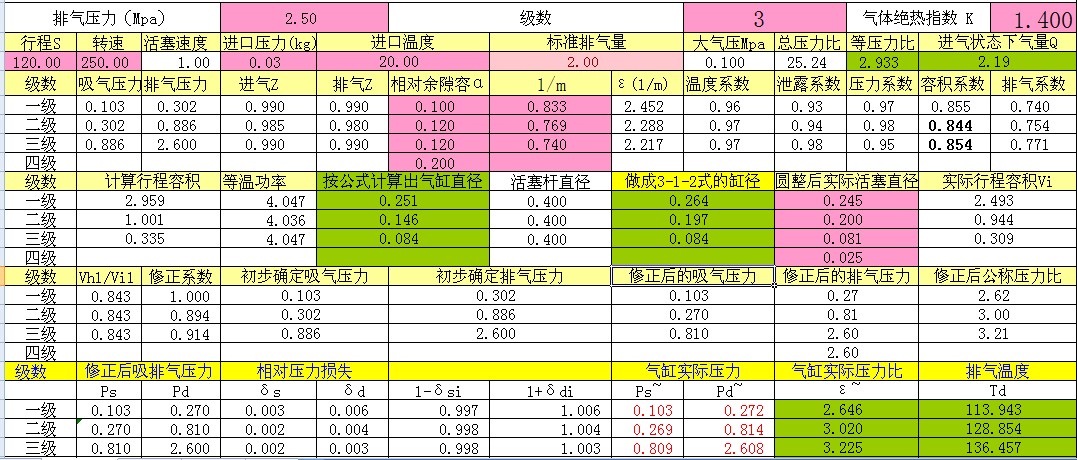 排气压力（Mpa） 2.50 级数 3 气体绝热指数 K 1.400
行程S 转速 活塞速度 进口压力(kg) 进口温度 标准排气量 大气压Mpa 总压力比 等压力比 进气状态下气量Q
120.00 250.00 1.00 0.03 20.00 2.00 0.100 25.24 2.933 2.19
级数 吸气压力 排气压力 进气Z 排气Z 相对余隙容α 1/m ε(1/m) 温度系数 泄露系数 压力系数 容积系数 排气系数
一级 0.103 0.302 0.990 0.990 0.100 0.833 2.452 0.96 0.93 0.97 0.855 0.740
二级 0.302 0.886 0.985 0.980 0.120 0.769 2.288 0.97 0.94 0.98 0.844 0.754
三级 0.886 2.600 0.990 0.990 0.120 0.740 2.217 0.97 0.98 0.95 0.854 0.771
四级 0.200
级数 计算行程容积 等温功率 按公式计算出气缸直径 活塞杆直径 做成3-1-2式的缸径 圆整后实际活塞直径 实际行程容积Vi
一级 2.959 4.047 0.251 0.400 0.264 0.245 2.493
二级 1.001 4.036 0.146 0.400 0.197 0.200 0.944
三级 0.335 4.047 0.084 0.400 0.084 0.081 0.309
四级 0.025
级数 Vh1/Vi1 修正系数 初步确定吸气压力 初步确定排气压力 修正后的吸气压力 修正后的排气压力 修正后公称压力比
一级 0.843 1.000 0.103 0.302 0.103 0.27 2.62
二级 0.843 0.894 0.302 0.886 0.270 0.81 3.00
三级 0.843 0.914 0.886 2.600 0.810 2.60 3.21
四级 2.60
级数 修正后吸排气压力 相对压力损失 气缸实际压力 气缸实际压力比 排气温度
Ps Pd δs δd 1-δsi 1+δdi Ps~ Pd~ ε~ Td
一级 0.103 0.270 0.003 0.006 0.997 1.006 0.103 0.272 2.646 113.943
二级 0.270 0.810 0.002 0.004 0.998 1.004 0.269 0.814 3.020 128.854
三级 0.810 2.600 0.002 0.003 0.998 1.003 0.809 2.608 3.225 136.457